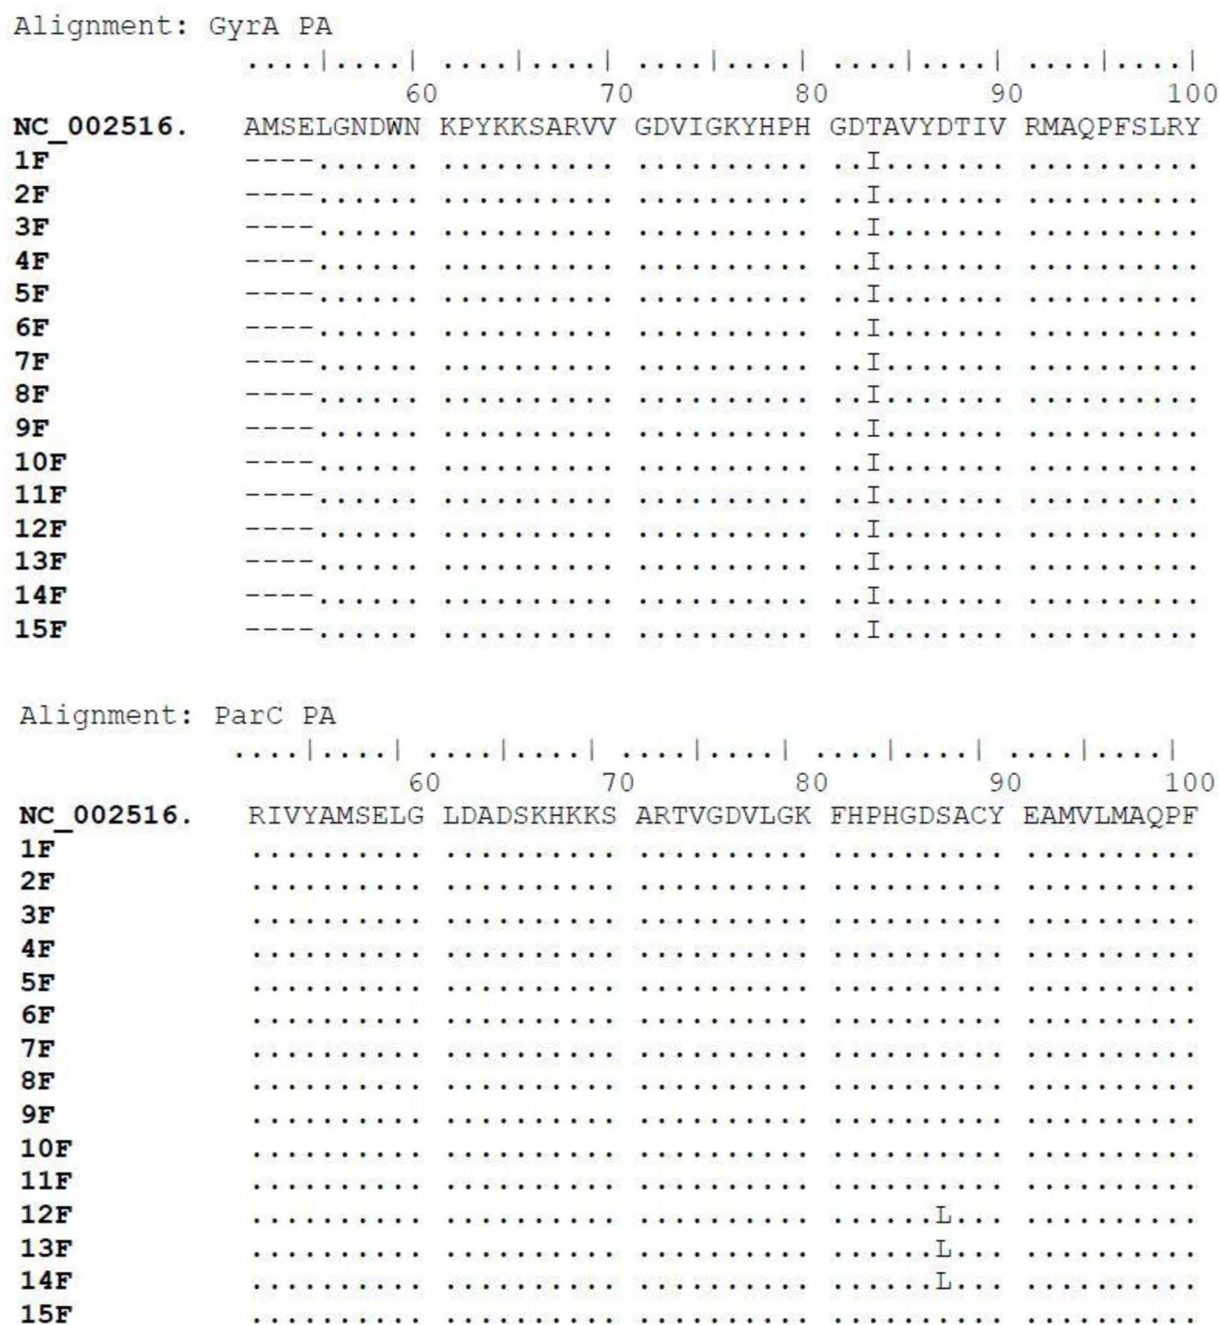 Alignment: GyrA PA
....|....| ....|....| ....|....| ....|....| ....|....|
60 70 80 90 100
NC_002516. AMSELGNDWN KPYKKSARVV GDVIGKYHPH GDTAVYDTIV RMAQPFSLRY
1F ----...... .......... .......... ..I....... ..........
2F ----...... .......... .......... ..I....... ..........
3F ----...... .......... .......... ..I....... ..........
4F ----...... .......... .......... ..I....... ..........
5F ----...... .......... .......... ..I....... ..........
6F ----...... .......... .......... ..I....... ..........
7F ----...... .......... .......... ..I....... ..........
8F ----...... .......... .......... ..I....... ..........
9F ----...... .......... .......... ..I....... ..........
10F ----...... .......... .......... ..I....... ..........
11F ----...... .......... .......... ..I....... ..........
12F ----...... .......... .......... ..I....... ..........
13F ----...... .......... .......... ..I....... ..........
14F ----...... .......... .......... ..I....... ..........
15F ----...... .......... .......... ..I....... ..........
Alignment: ParC PA
....|....| ....|....| ....|....| ....|....| ....|....|
60 70 80 90 100
NC_002516. RIVYAMSELG LDADSKHKKS ARTVGDVLGK FHPHGDSACY EAMVLMAQPF
1F .......... .......... .......... .......... ..........
2F .......... .......... .......... .......... ..........
3F .......... .......... .......... .......... ..........
4F .......... .......... .......... .......... ..........
5F .......... .......... .......... .......... ..........
6F .......... .......... .......... .......... ..........
7F .......... .......... .......... .......... ..........
8F .......... .......... .......... .......... ..........
9F .......... .......... .......... .......... ..........
10F .......... .......... .......... .......... ..........
11F .......... .......... .......... .......... ..........
12F .......... .......... .......... ......L... ..........
13F .......... .......... .......... ......L... ..........
14F .......... .......... .......... ......L... ..........
15F .......... .......... .......... .......... ..........